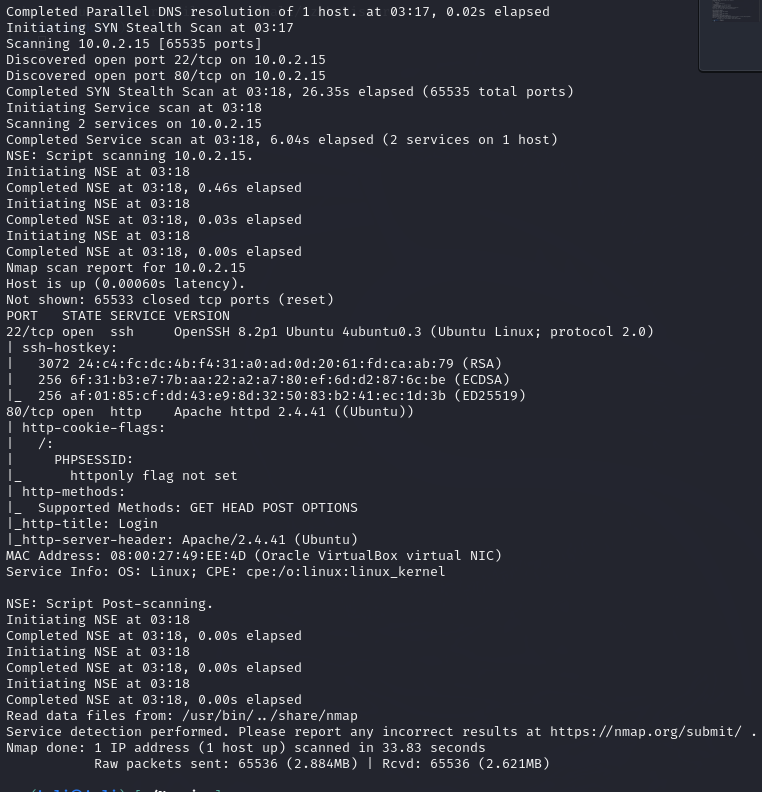 Completed Parallel DNS resolution of 1 host. at 03:17, 0.02s elapsed
Initiating SYN Stealth Scan at 03:17
Scanning 10.0.2.15 [65535 ports]
Discovered open port 22/tcp on 10.0.2.15
Discovered open port 80/tcp on 10.0.2.15
Completed SYN Stealth Scan at 03:18, 26.35s elapsed (65535 total ports)
Initiating Service scan at 03:18
Scanning 2 services on 10.0.2.15
Completed Service scan at 03:18, 6.04s elapsed (2 services on 1 host)
NSE: Script scanning 10.0.2.15.
Initiating NSE at 03:18
Completed NSE at 03:18, 0.46s elapsed
Initiating NSE at 03:18
Completed NSE at 03:18, 0.03s elapsed
Initiating NSE at 03:18
Completed NSE at 03:18, 0.00s elapsed
Nmap scan report for 10.0.2.15
Host is up (0.00060s latency).
Not shown: 65533 closed tcp ports (reset)
PORT   STATE SERVICE VERSION
22/tcp open  ssh     OpenSSH 8.2p1 Ubuntu 4ubuntu0.3 (Ubuntu Linux; protocol 2.0)
| ssh-hostkey:
|   3072 24:c4:fc:dc:4b:f4:31:a0:ad:0d:20:61:fd:ca:ab:79 (RSA)
|   256 6f:31:b3:e7:7b:aa:22:a2:a7:80:ef:6d:d2:87:6c:be (ECDSA)
|_  256 af:01:85:cf:dd:43:e9:8d:32:50:83:b2:41:ec:1d:3b (ED25519)
80/tcp open  http    Apache httpd 2.4.41 ((Ubuntu))
| http-cookie-flags:
|   /:
|     PHPSESSID:
|_      httponly flag not set
| http-methods:
|_  Supported Methods: GET HEAD POST OPTIONS
|_http-title: Login
|_http-server-header: Apache/2.4.41 (Ubuntu)
MAC Address: 08:00:27:49:EE:4D (Oracle VirtualBox virtual NIC)
Service Info: OS: Linux; CPE: cpe:/o:linux:linux_kernel

NSE: Script Post-scanning.
Initiating NSE at 03:18
Completed NSE at 03:18, 0.00s elapsed
Initiating NSE at 03:18
Completed NSE at 03:18, 0.00s elapsed
Initiating NSE at 03:18
Completed NSE at 03:18, 0.00s elapsed
Read data files from: /usr/bin/../share/nmap
Service detection performed. Please report any incorrect results at https://nmap.org/submit/ .
Nmap done: 1 IP address (1 host up) scanned in 33.83 seconds
           Raw packets sent: 65536 (2.884MB) | Rcvd: 65536 (2.621MB)